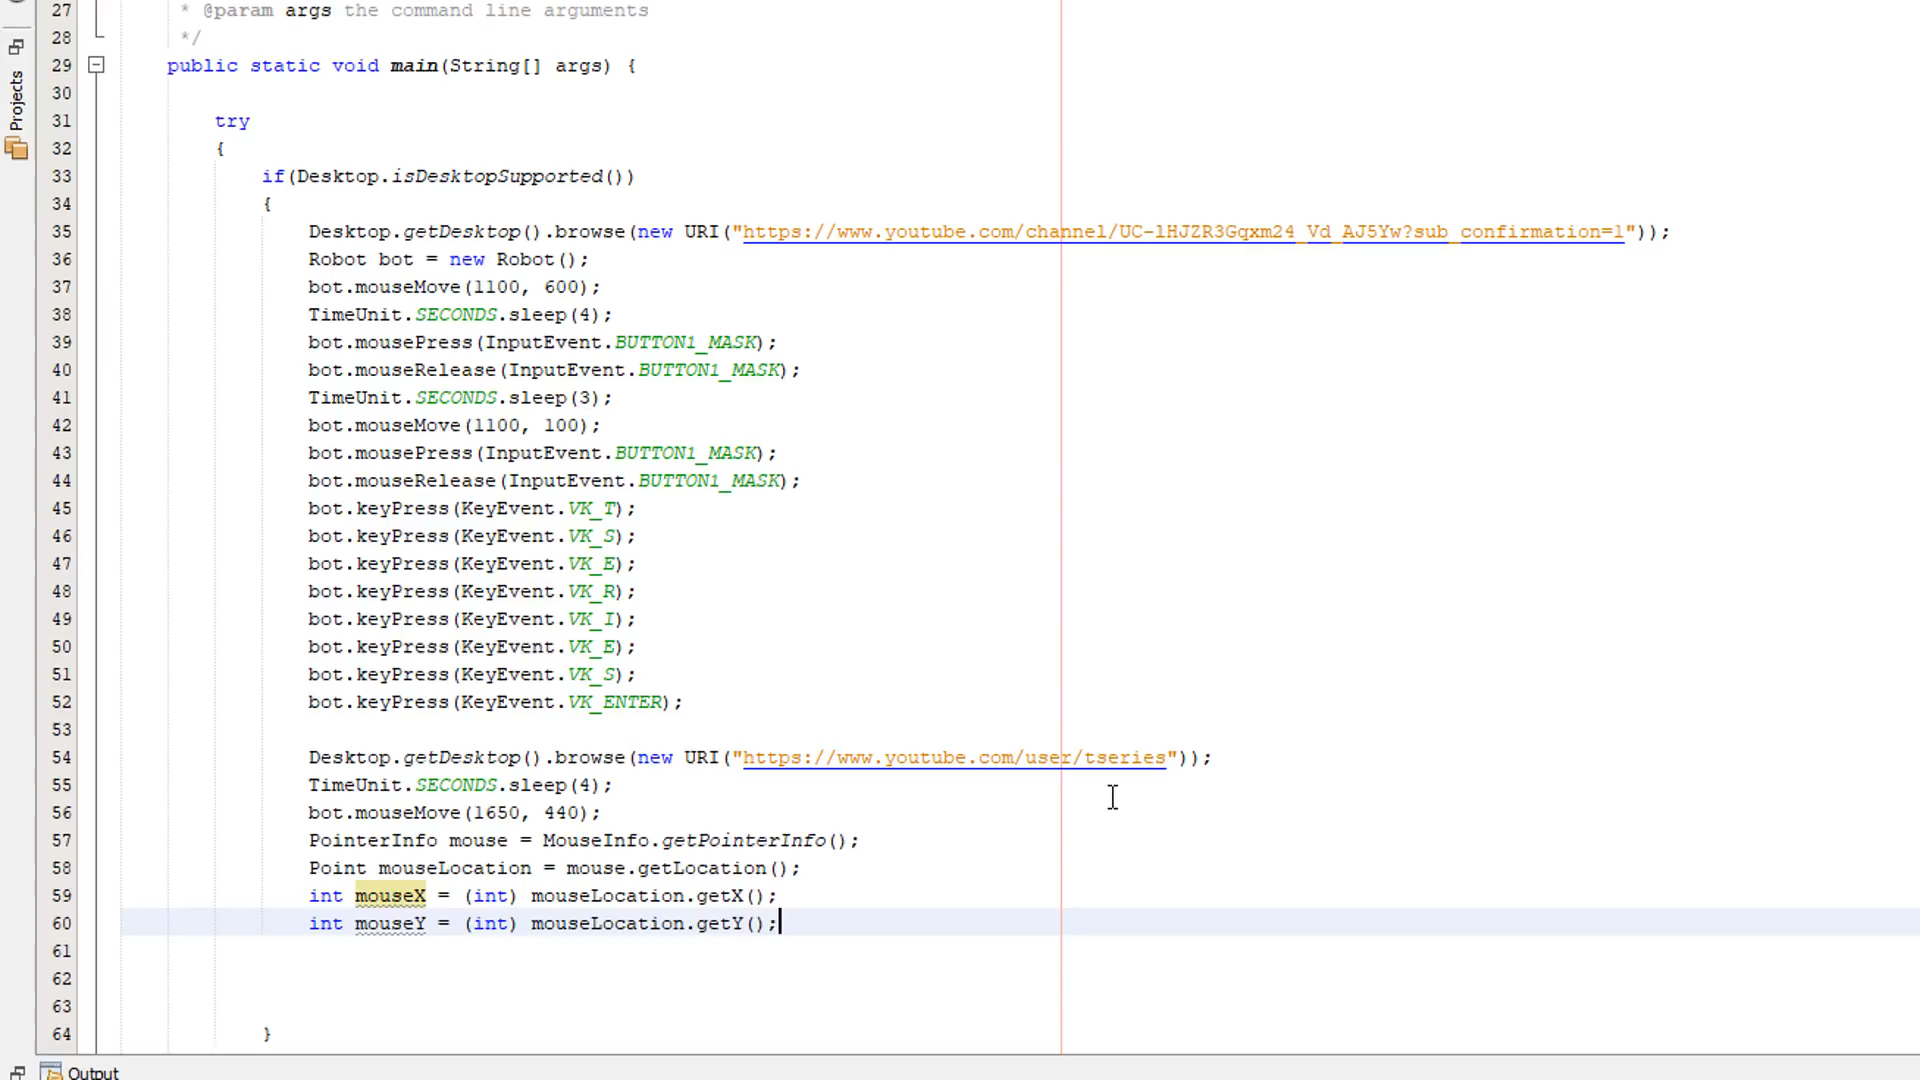 Projects
27 * @param args the command line arguments
28 */
29 public static void main(String[] args) {
30
31 try
32 {
33 if(Desktop.isDesktopSupported())
34 {
35 Desktop.getDesktop().browse(new URI("https://www.youtube.com/channel/UC-lHJZR3Gqxm24_Vd_AJ5Yw?sub_confirmation=1"));
36 Robot bot = new Robot();
37 bot.mouseMove(1100, 600);
38 TimeUnit.SECONDS.sleep(4);
39 bot.mousePress(InputEvent.BUTTON1_MASK);
40 bot.mouseRelease(InputEvent.BUTTON1_MASK);
41 TimeUnit.SECONDS.sleep(3);
42 bot.mouseMove(1100, 100);
43 bot.mousePress(InputEvent.BUTTON1_MASK);
44 bot.mouseRelease(InputEvent.BUTTON1_MASK);
45 bot.keyPress(KeyEvent.VK_T);
46 bot.keyPress(KeyEvent.VK_S);
47 bot.keyPress(KeyEvent.VK_E);
48 bot.keyPress(KeyEvent.VK_R);
49 bot.keyPress(KeyEvent.VK_I);
50 bot.keyPress(KeyEvent.VK_E);
51 bot.keyPress(KeyEvent.VK_S);
52 bot.keyPress(KeyEvent.VK_ENTER);
53
54 Desktop.getDesktop().browse(new URI("https://www.youtube.com/user/tseries"));
55 TimeUnit.SECONDS.sleep(4);
56 bot.mouseMove(1650, 440);
57 PointerInfo mouse = MouseInfo.getPointerInfo();
58 Point mouseLocation = mouse.getLocation();
59 int mouseX = (int) mouseLocation.getX();
60 int mouseY = (int) mouseLocation.getY();
61
62
63
64 }
Output